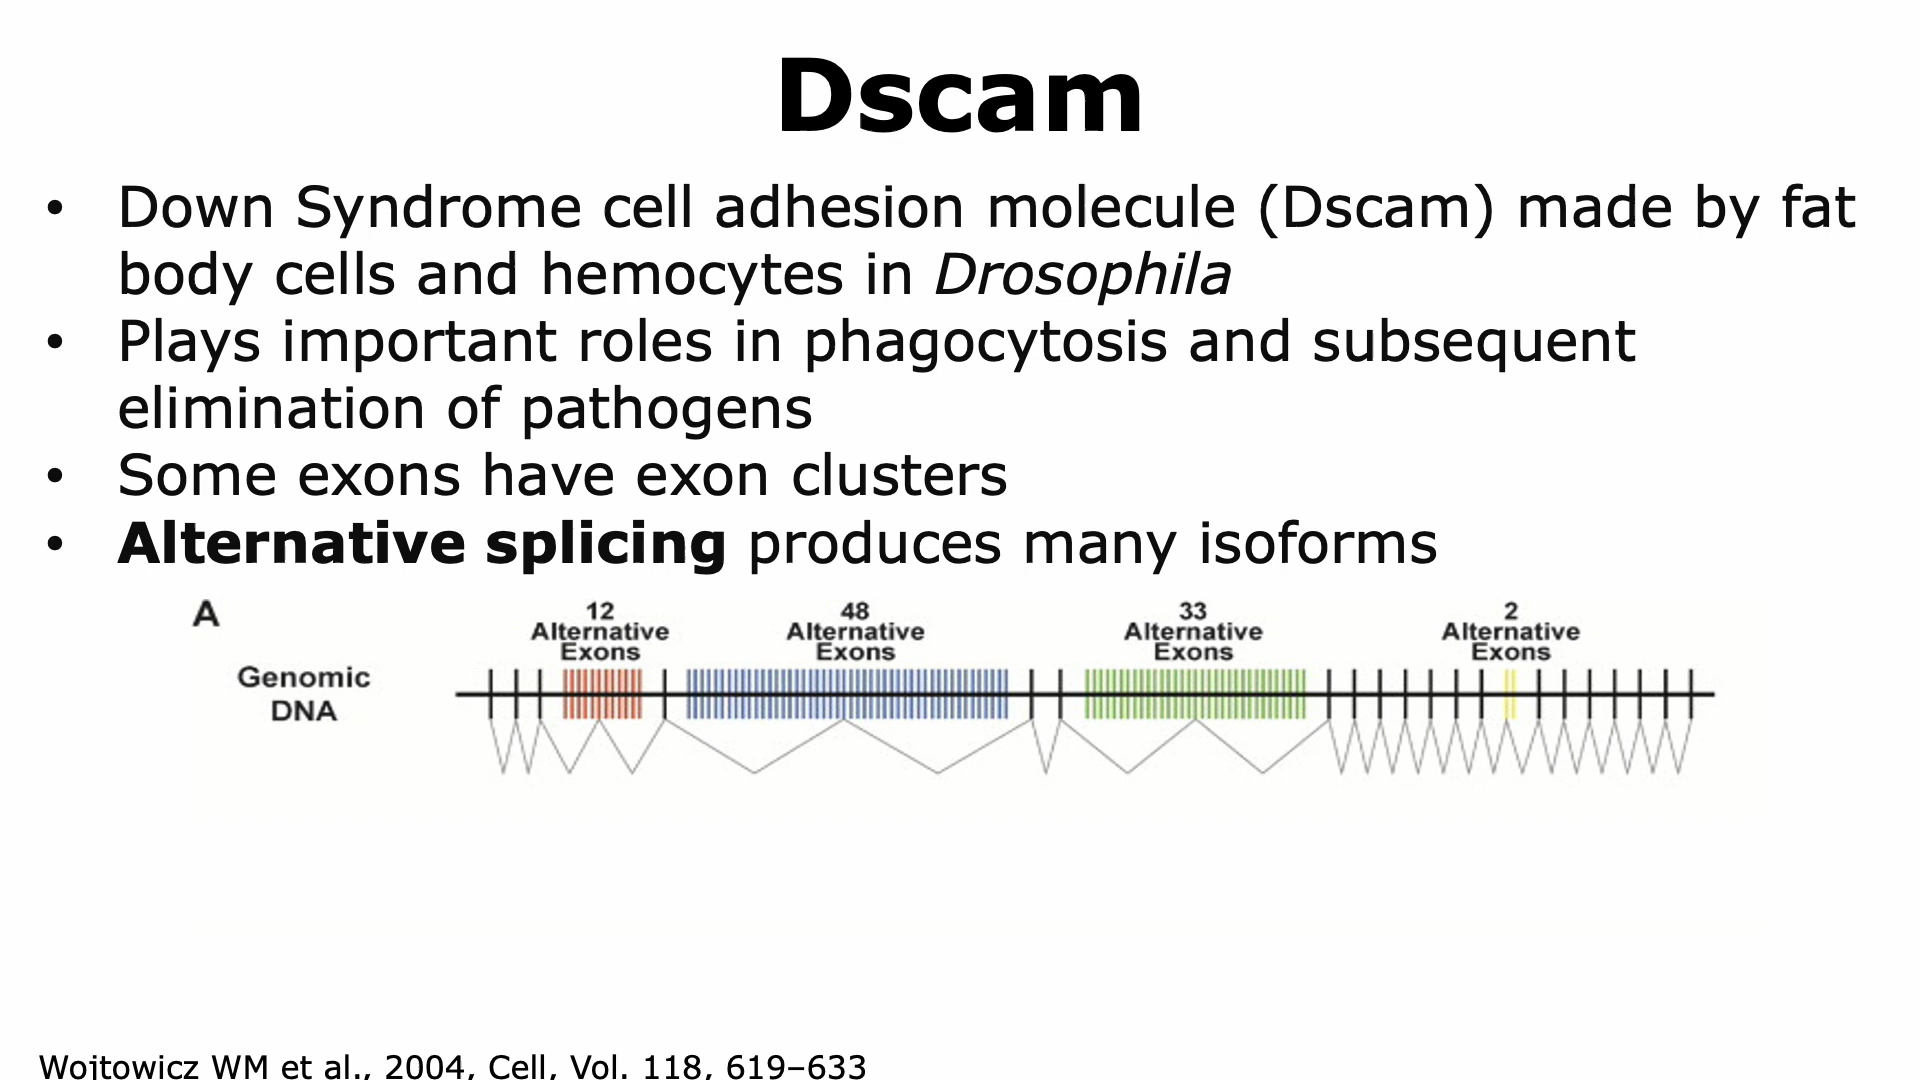 Dscam
• Down Syndrome cell adhesion molecule (Dscam) made by fat
body cells and hemocytes in Drosophila
• Plays important roles in phagocytosis and subsequent
elimination of pathogens
• Some exons have exon clusters
• Alternative splicing produces many isoforms
A
12 Alternative Exons
48 Alternative Exons
33 Alternative Exons
2 Alternative Exons
Genomic
DNA
Wojtowicz WM et al., 2004, Cell, Vol. 118, 619–633